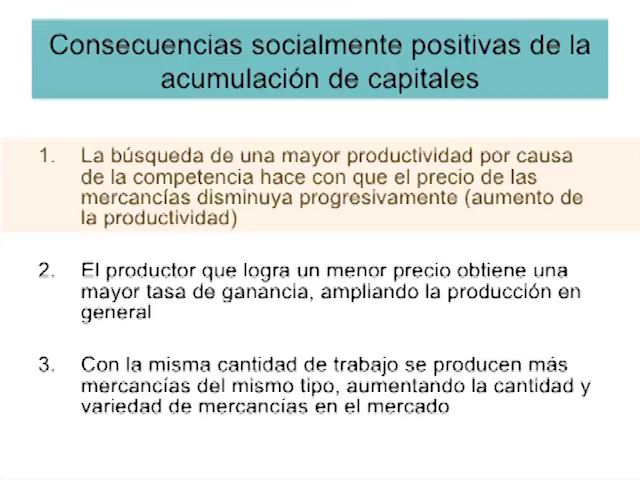 Consecuencias socialmente positivas de la
acumulación de capitales
1. La búsqueda de una mayor productividad por causa
de la competencia hace con que el precio de las
mercancías disminuya progresivamente (aumento de
la productividad)
2. El productor que logra un menor precio obtiene una
mayor tasa de ganancia, ampliando la producción en
general
3. Con la misma cantidad de trabajo se producen más
mercancías del mismo tipo, aumentando la cantidad y
variedad de mercancías en el mercado